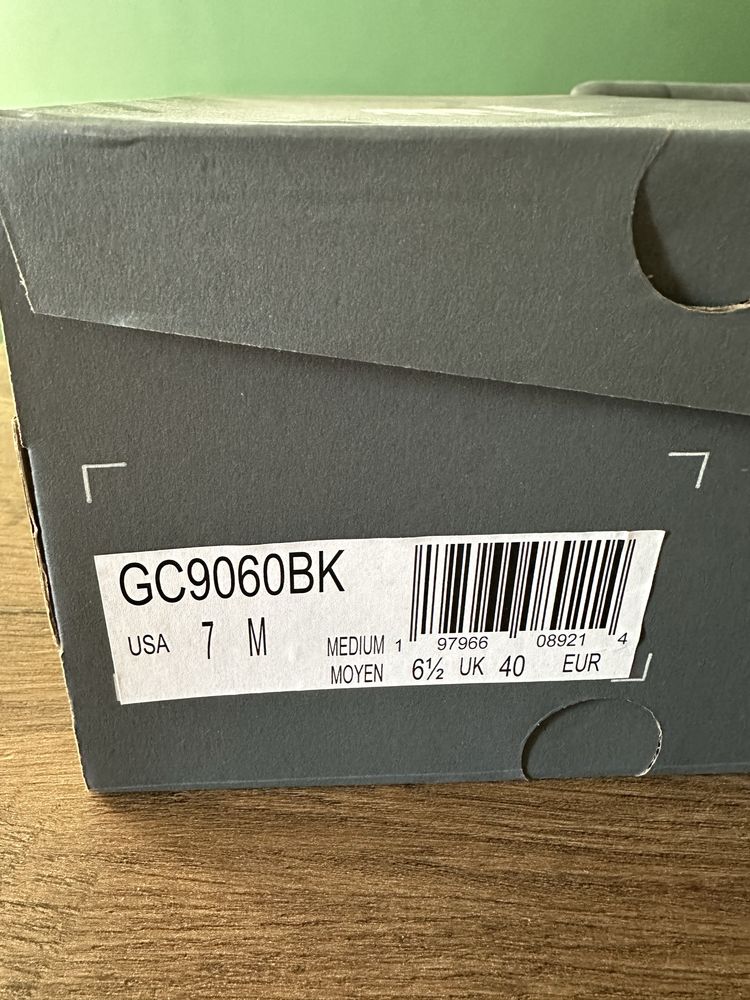 GC9060BK
USA 7 M MEDIUM 1 97966 08921 4
MOYEN 6½ UK 40 EUR